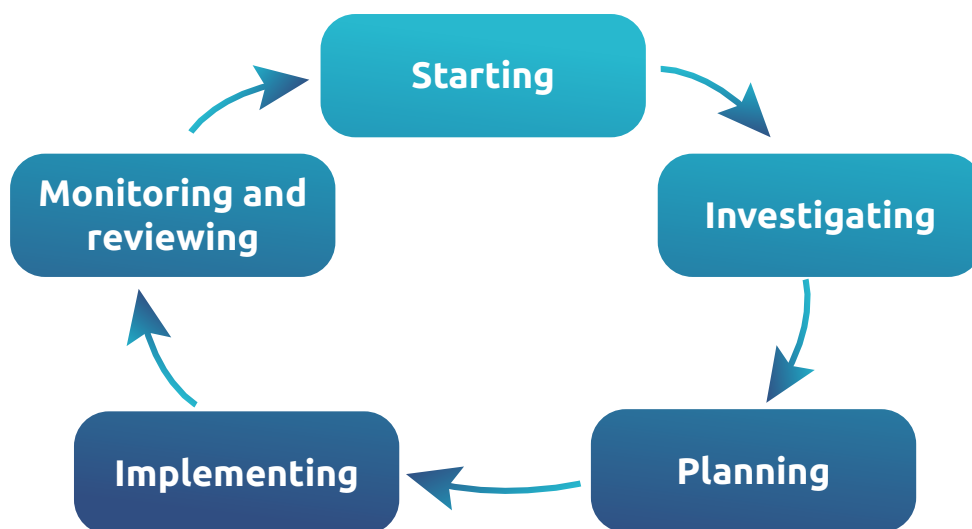 Starting
Investigating
Planning
Implementing
Monitoring and
reviewing